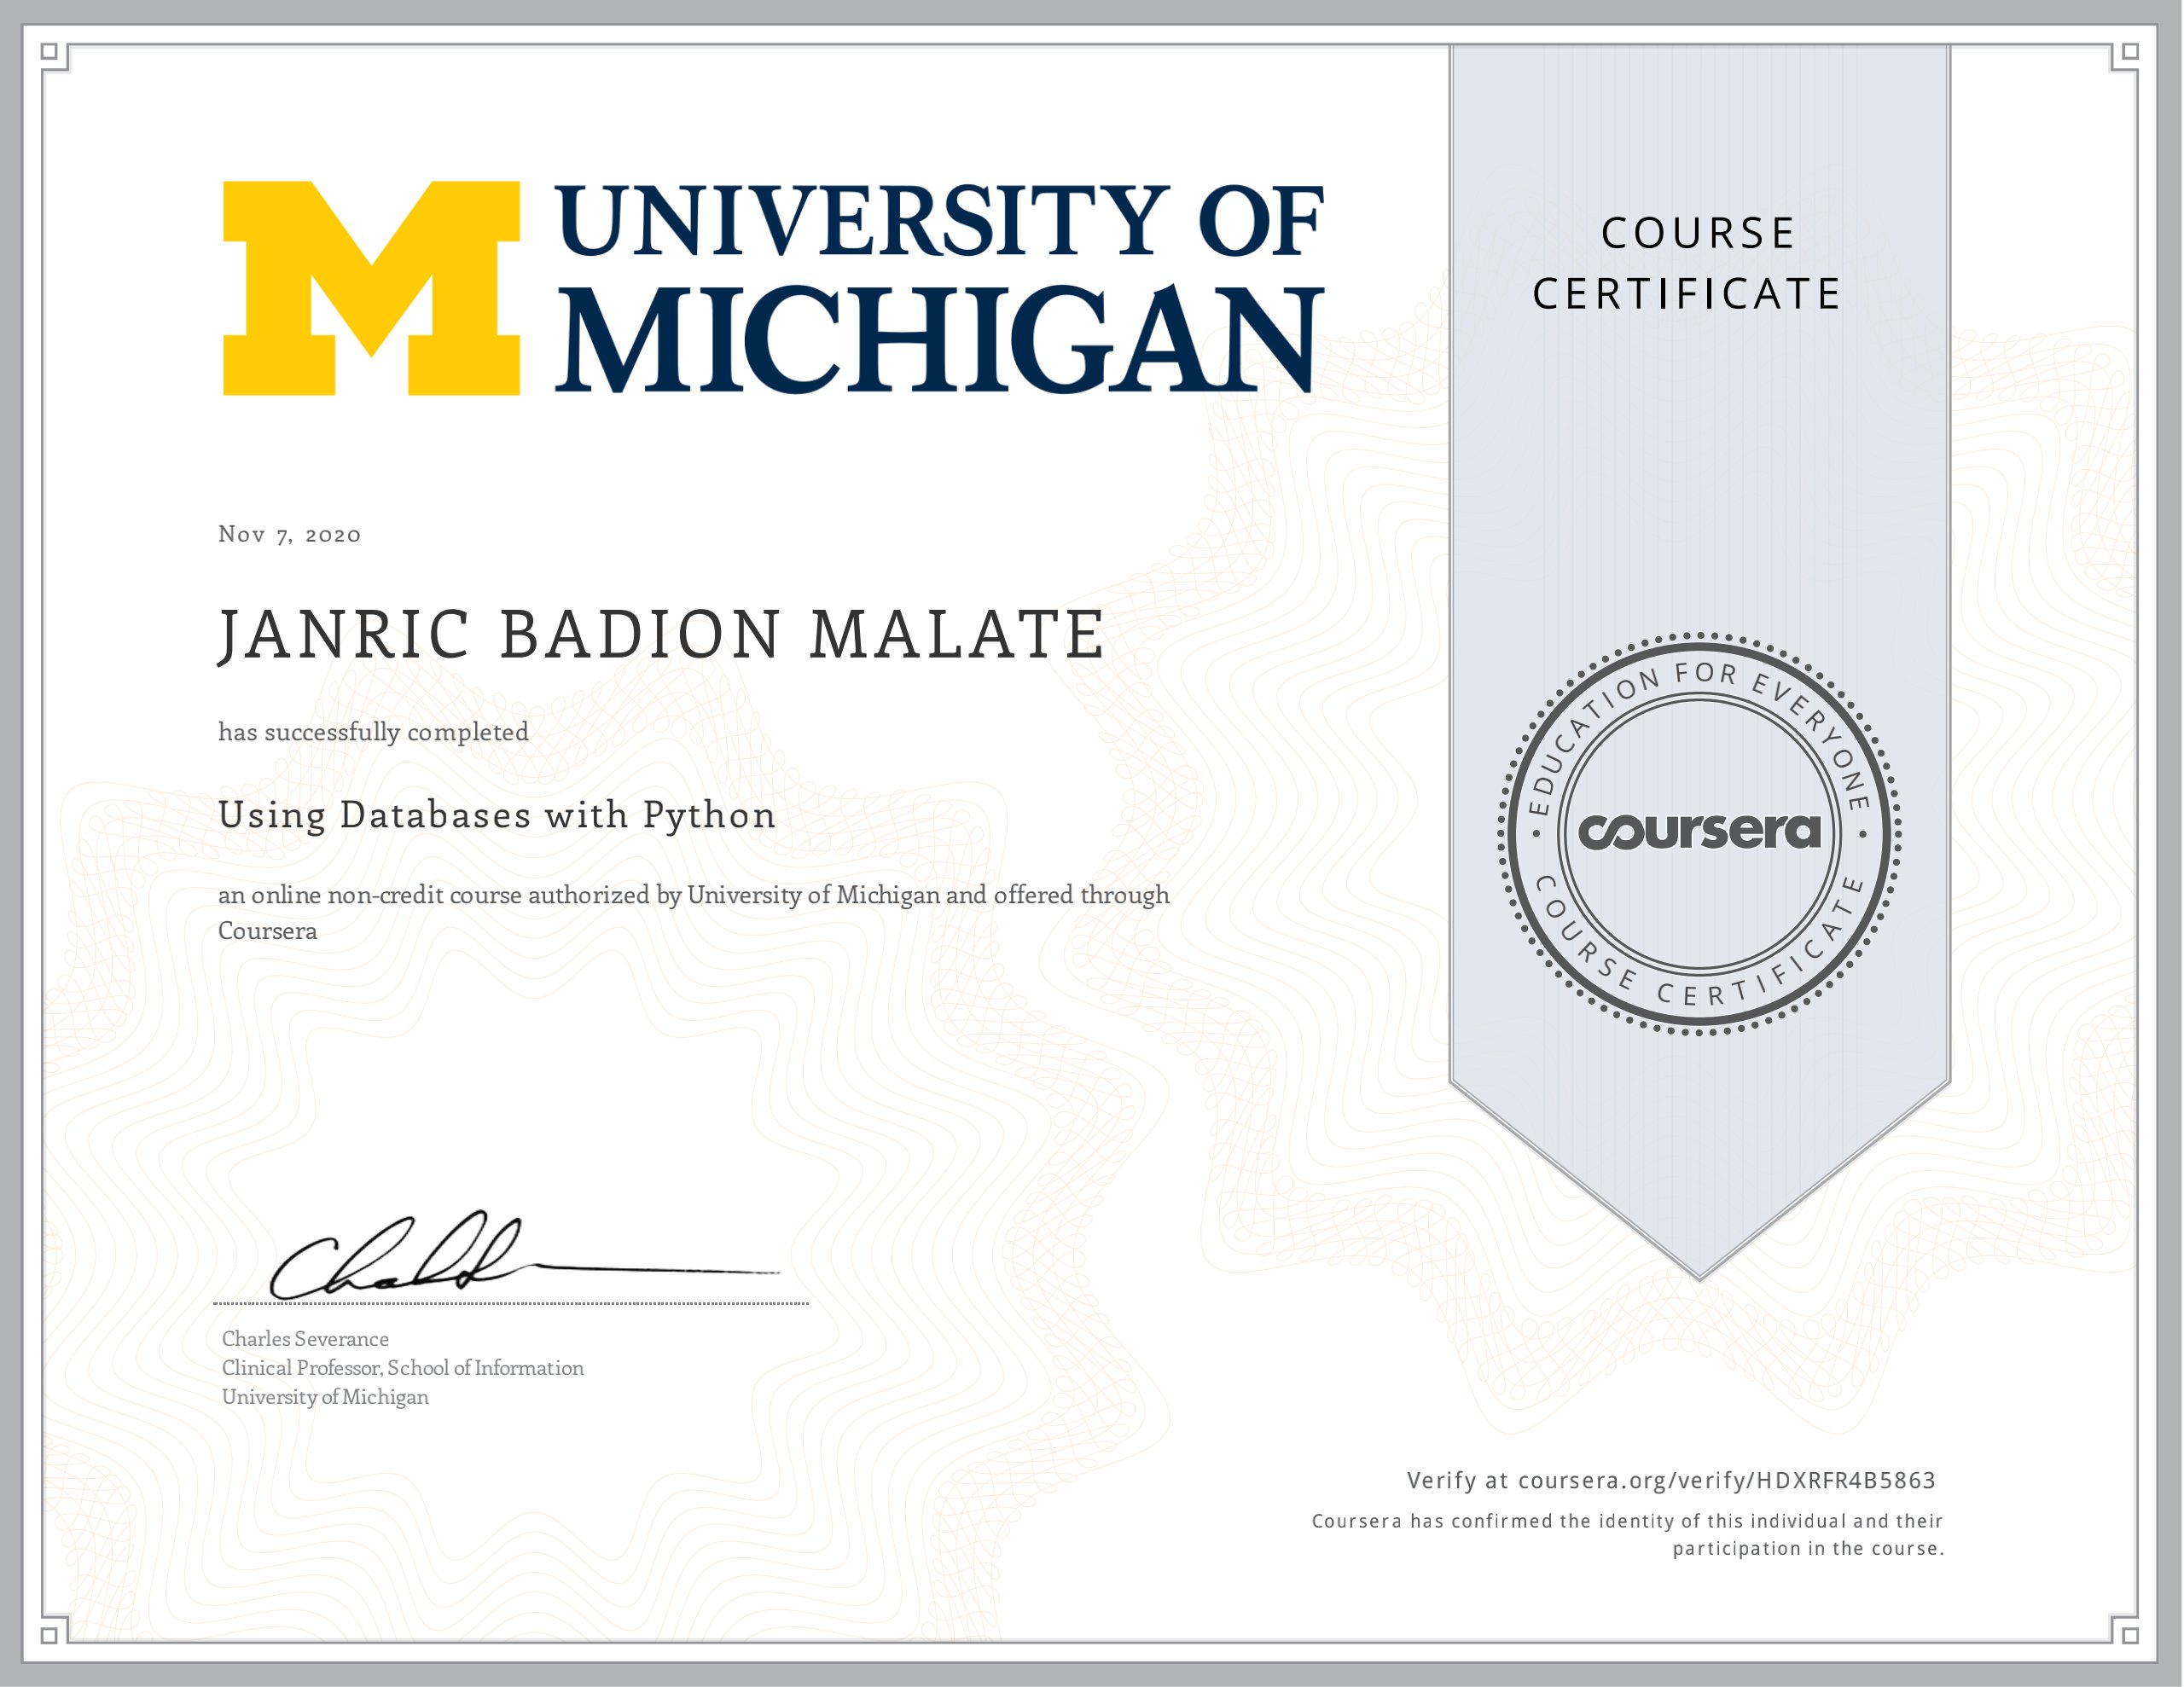 UNIVERSITY OF
MICHIGAN
COURSE
CERTIFICATE
Nov 7, 2020
JANRIC BADION MALATE
has successfully completed
Using Databases with Python
an online non-credit course authorized by University of Michigan and offered through
Coursera
EDUCATION FOR EVERYONE
coursera
COURSE CERTIFICATE
Charles Severance
Clinical Professor, School of Information
University of Michigan
Verify at coursera.org/verify/HDXRFR4B5863
Coursera has confirmed the identity of this individual and their
participation in the course.